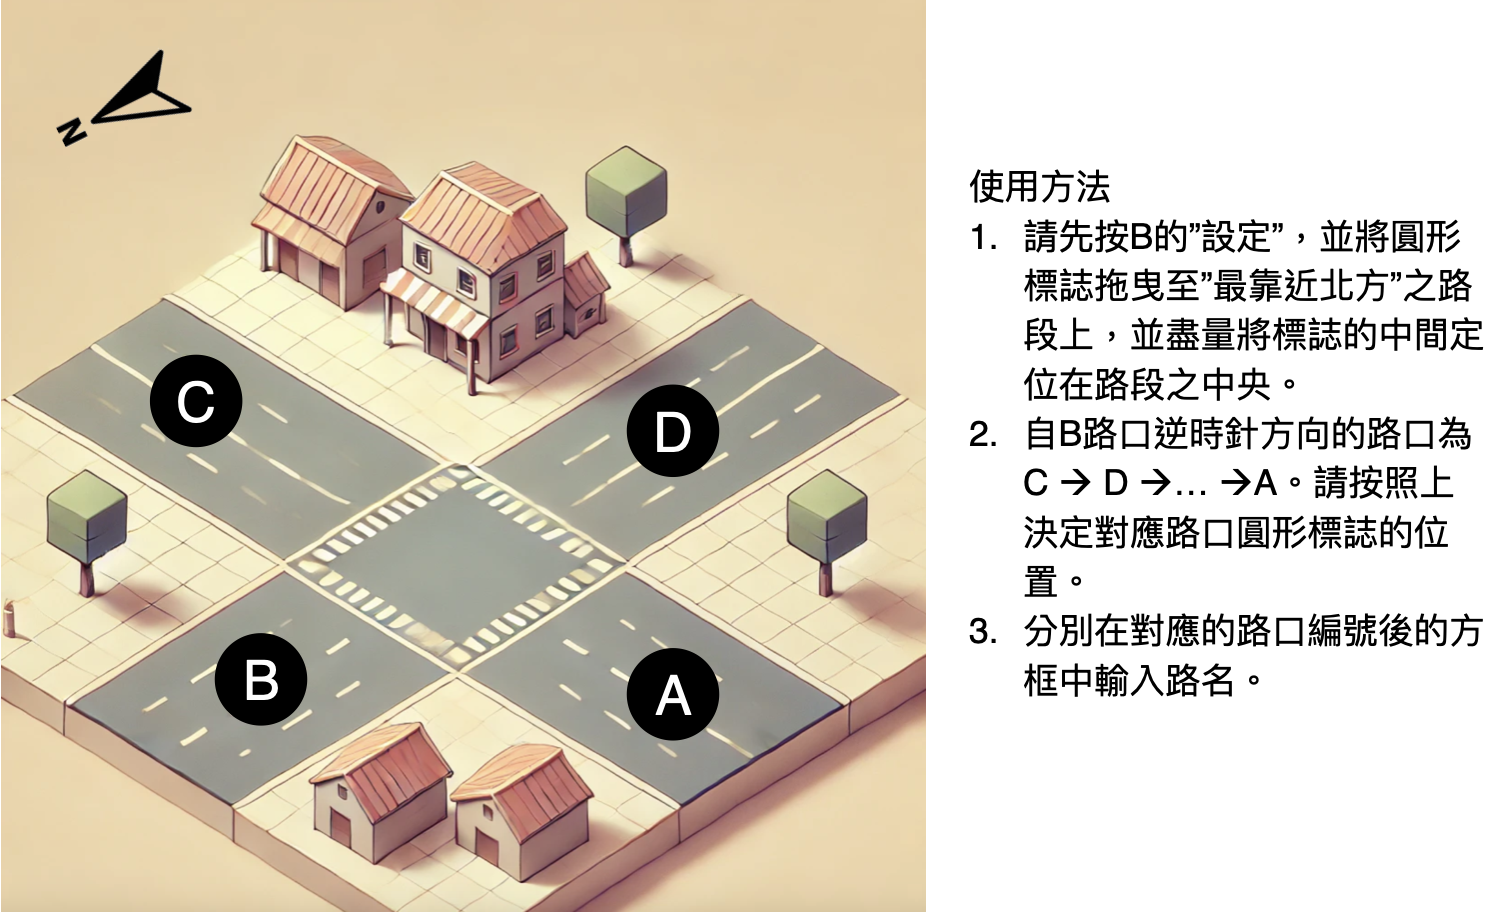 N
C
D
B
A
使用方法
1. 請先按B的”設定”，並將圓形
標誌拖曳至”最靠近北方”之路
段上，並盡量將標誌的中間定
位在路段之中央。
2. 自B路口逆時針方向的路口為
C → D →… →A。請按照上
決定對應路口圓形標誌的位
置。
3. 分別在對應的路口編號後的方
框中輸入路名。